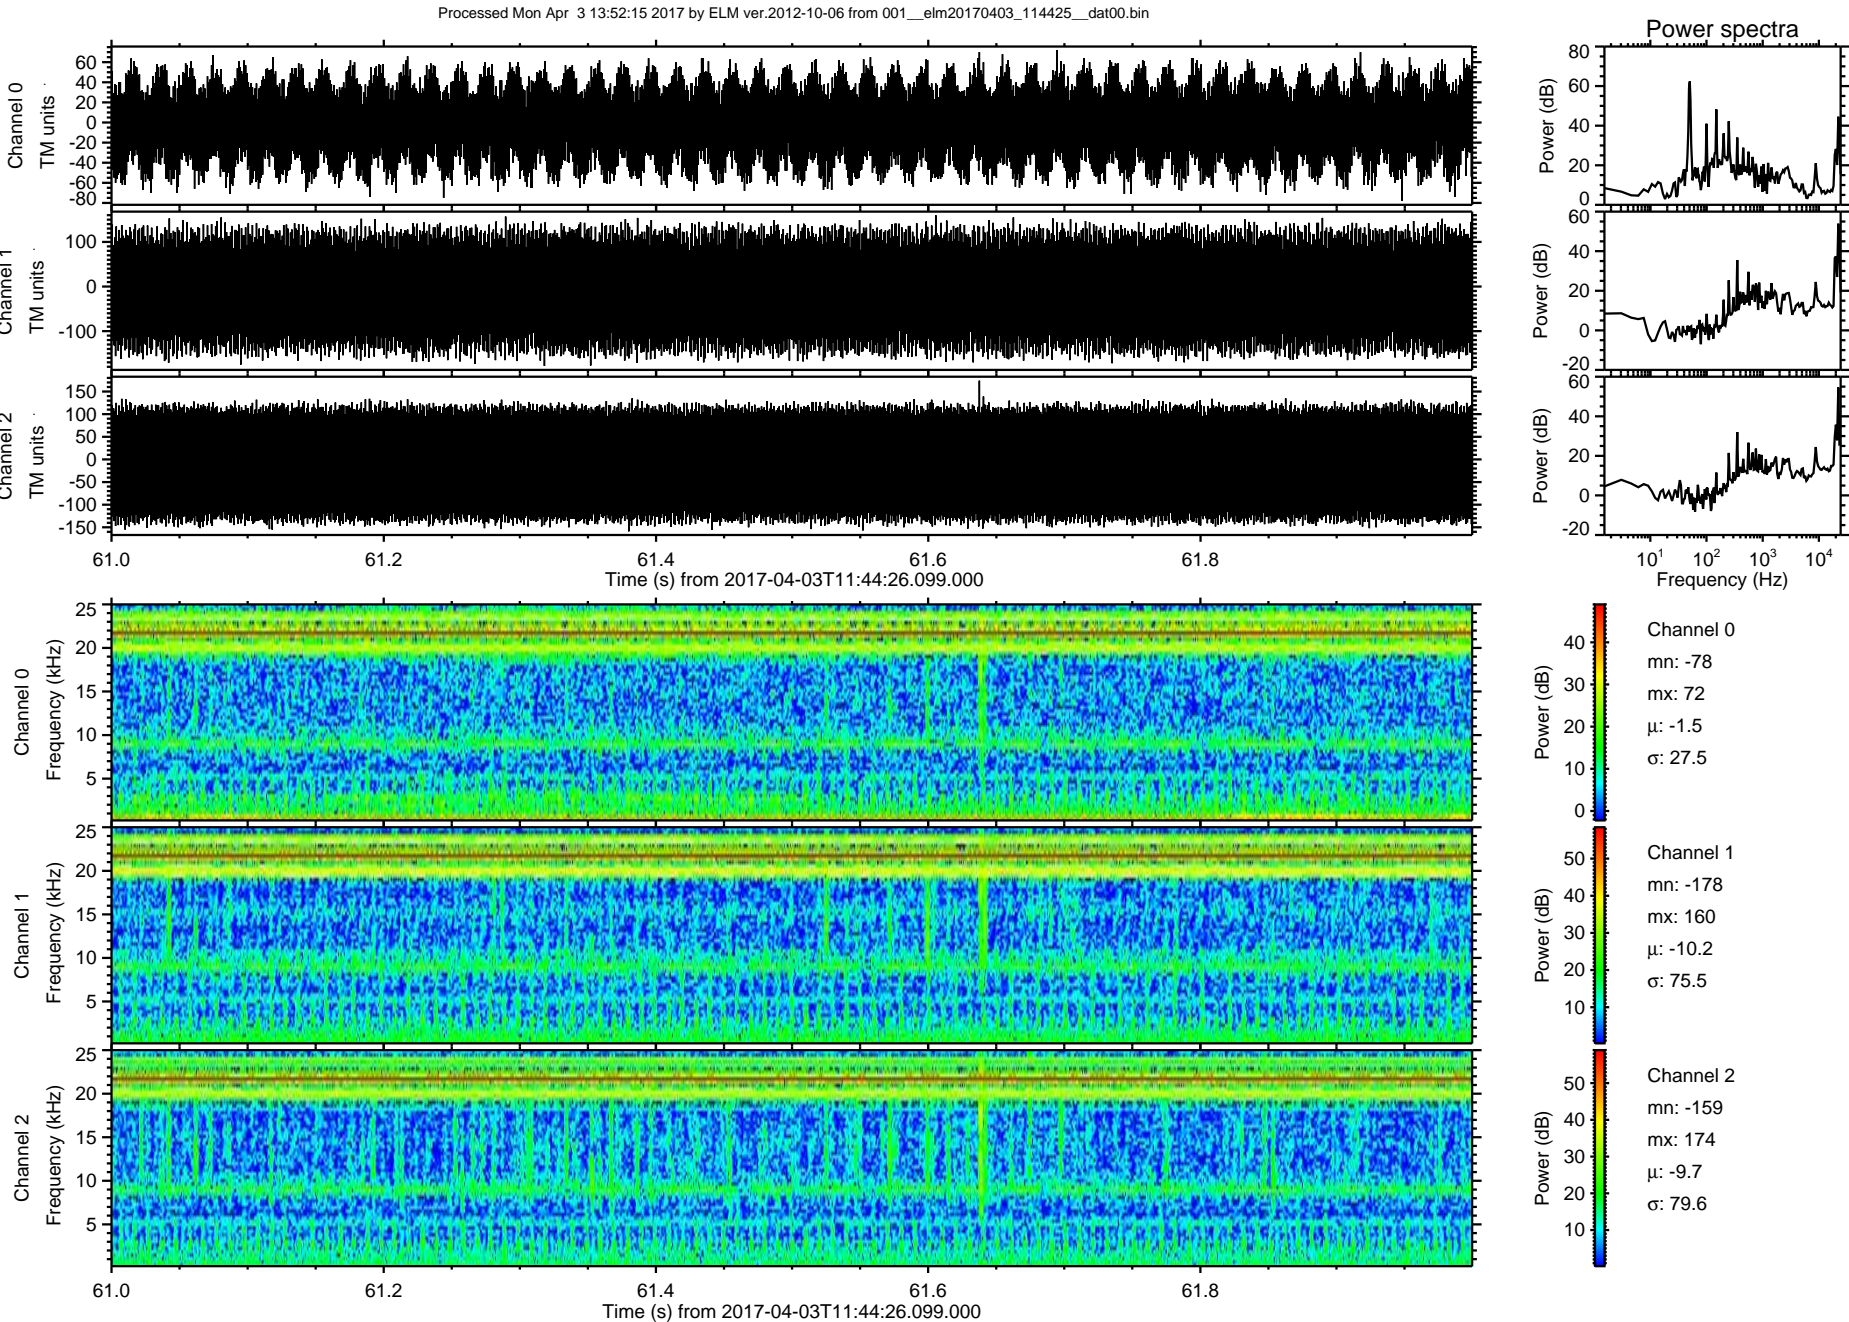 Processed Mon Apr  3 13:52:15 2017 by ELM ver.2012-10-06 from 001__elm20170403_114425__dat00.bin
Power spectra
Channel 0
TM units
60
40
20
0
-20
-40
-60
-80
Power (dB)
80
60
40
20
0
Channel 1
TM units
100
0
-100
Power (dB)
60
40
20
0
-20
Channel 2
TM units
150
100
50
0
-50
-100
-150
Power (dB)
60
40
20
0
-20
61.0 61.2 61.4 61.6 61.8
Time (s) from 2017-04-03T11:44:26.099.000
10^1 10^2 10^3 10^4
Frequency (Hz)
Channel 0
Frequency (kHz)
25
20
15
10
5
Power (dB)
40
30
20
10
0
Channel 0
mn: -78
mx: 72
μ: -1.5
σ: 27.5
Channel 1
Frequency (kHz)
25
20
15
10
5
Power (dB)
50
40
30
20
10
Channel 1
mn: -178
mx: 160
μ: -10.2
σ: 75.5
Channel 2
Frequency (kHz)
25
20
15
10
5
Power (dB)
50
40
30
20
10
Channel 2
mn: -159
mx: 174
μ: -9.7
σ: 79.6
61.0 61.2 61.4 61.6 61.8
Time (s) from 2017-04-03T11:44:26.099.000